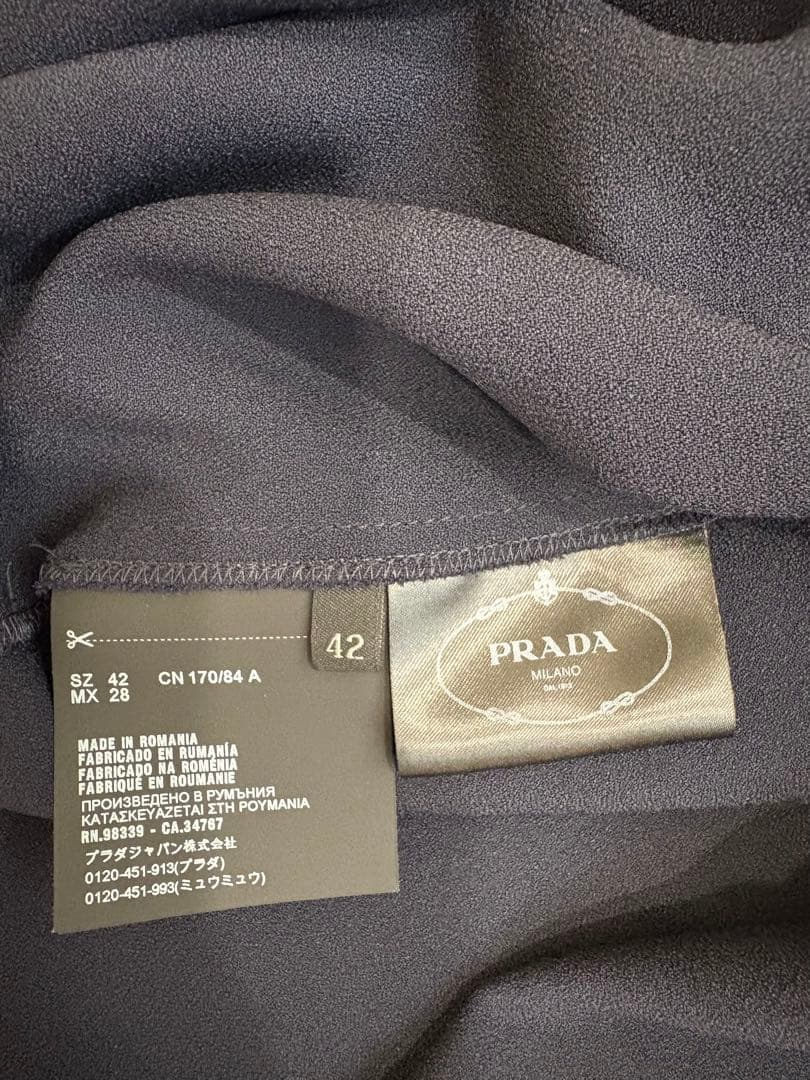 SZ 42 CN 170/84 A
MX 28
MADE IN ROMANIA
FABRICADO EN RUMANÍA
FABRICADO NA ROMÉNIA
FABRIQUÉ EN ROUMANIE
ПРОИЗВЕДЕНО В РУМЪНИЯ
ΚΑΤΑΣΚΕΥΑΖΕΤΑΙ ΣΤΗ ΡΟΥΜΑΝΙΑ
RN.98339 - CA.34767
プラダジャパン株式会社
0120-451-913(プラダ)
0120-451-993(ミュウミュウ)
42
PRADA
MILANO
DAL 1913